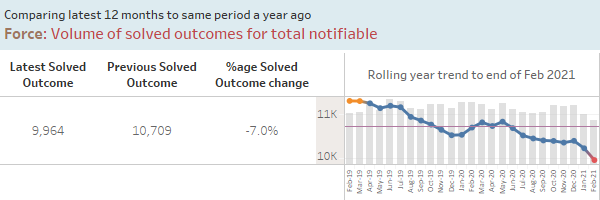 Comparing latest 12 months to same period a year ago
Force: Volume of solved outcomes for total notifiable
Latest Solved Outcome
Previous Solved Outcome
%age Solved Outcome change
Rolling year trend to end of Feb 2021
9,964
10,709
-7.0%
11K
10K
Feb-19
Mar-19
Apr-19
May-19
Jun-19
Jul-19
Aug-19
Sep-19
Oct-19
Nov-19
Dec-19
Jan-20
Feb-20
Mar-20
Apr-20
May-20
Jun-20
Jul-20
Aug-20
Sep-20
Oct-20
Nov-20
Dec-20
Jan-21
Feb-21